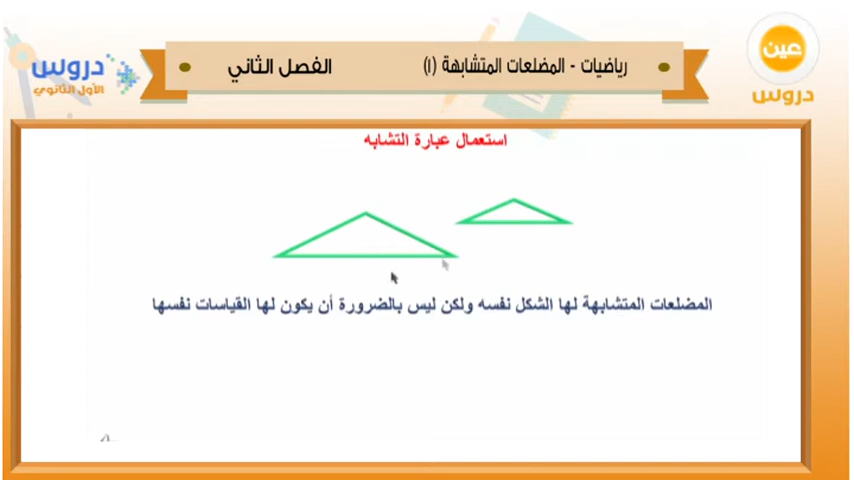 عين
دروس
رياضيات - المضلعات المتشابهة (١)
الفصل الثاني
دروس
الأول الثانوي
استعمال عبارة التشابه
المضلعات المتشابهة لها الشكل نفسه ولكن ليس بالضرورة أن يكون لها القياسات نفسها